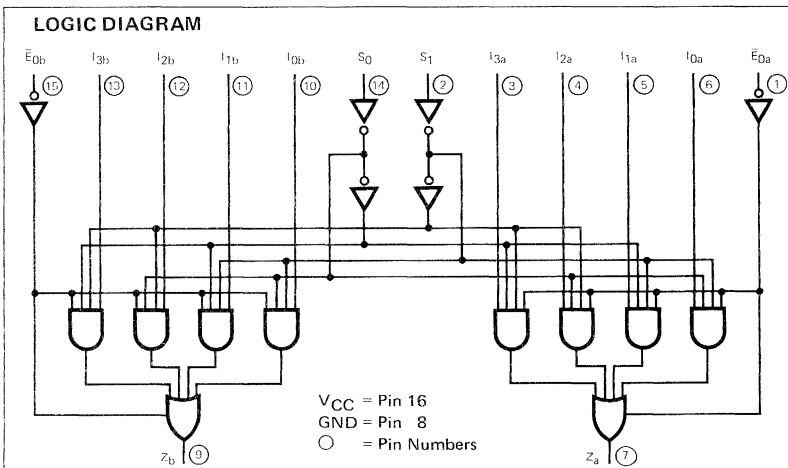 LOGIC DIAGRAM
Ē0b I3b I2b I1b I0b S0 S1 I3a I2a I1a I0a Ē0a
15 13 12 11 10 14 2 3 4 5 6 1
VCC = Pin 16
GND = Pin 8
○ = Pin Numbers
Zb 9 Za 7